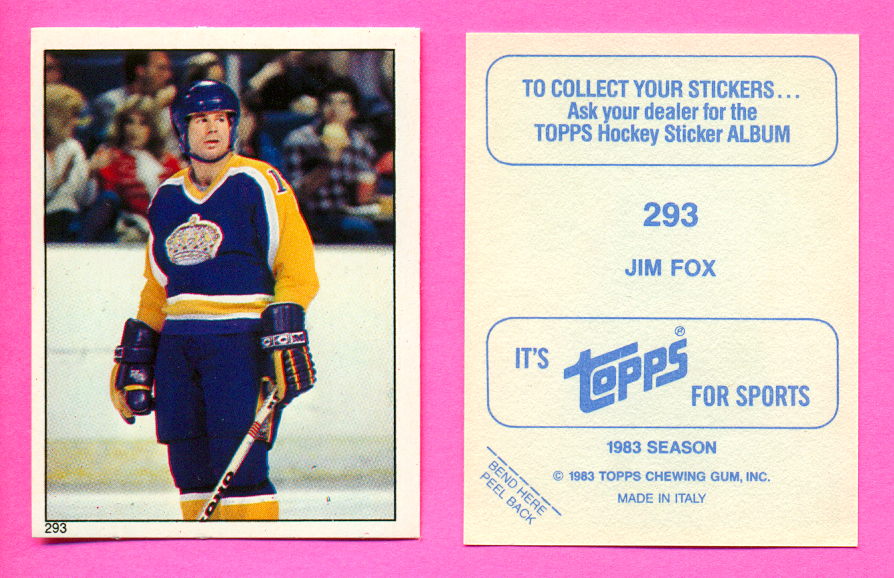 293
TO COLLECT YOUR STICKERS...
Ask your dealer for the
TOPPS Hockey Sticker ALBUM
293
JIM FOX
IT'S topps® FOR SPORTS
1983 SEASON
© 1983 TOPPS CHEWING GUM, INC.
MADE IN ITALY
BEND HERE
PEEL BACK